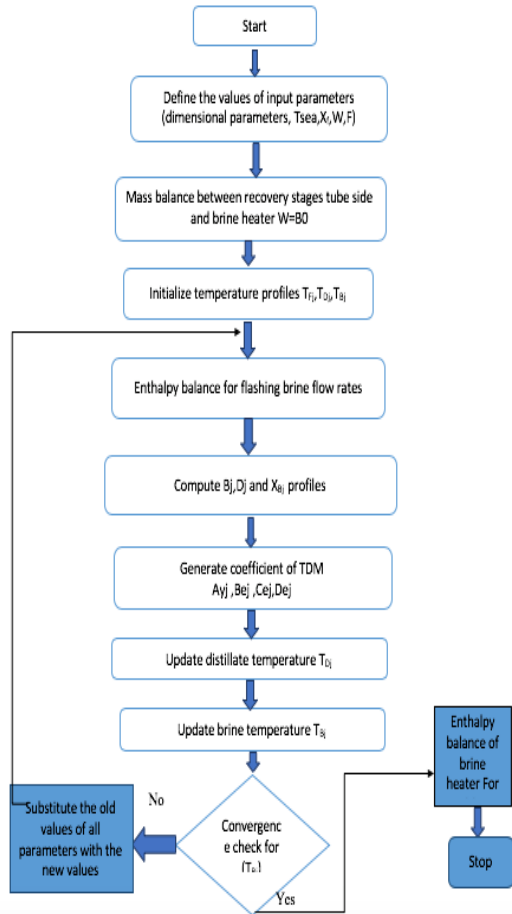 Start
Define the values of input parameters
(dimensional parameters, Tsea,Xf,W,F)
Mass balance between recovery stages tube side
and brine heater W=B0
Initialize temperature profiles TFj,TDj,TBj
Enthalpy balance for flashing brine flow rates
Compute Bj,Dj and XBj profiles
Generate coefficient of TDM
Ayj ,Bej ,Cej,Dej
Update distillate temperature TDj
Update brine temperature TBj
Convergenc
e check for
No
Yes
Substitute the old
values of all
parameters with the
new values
Enthalpy
balance of
brine
heater For
Stop